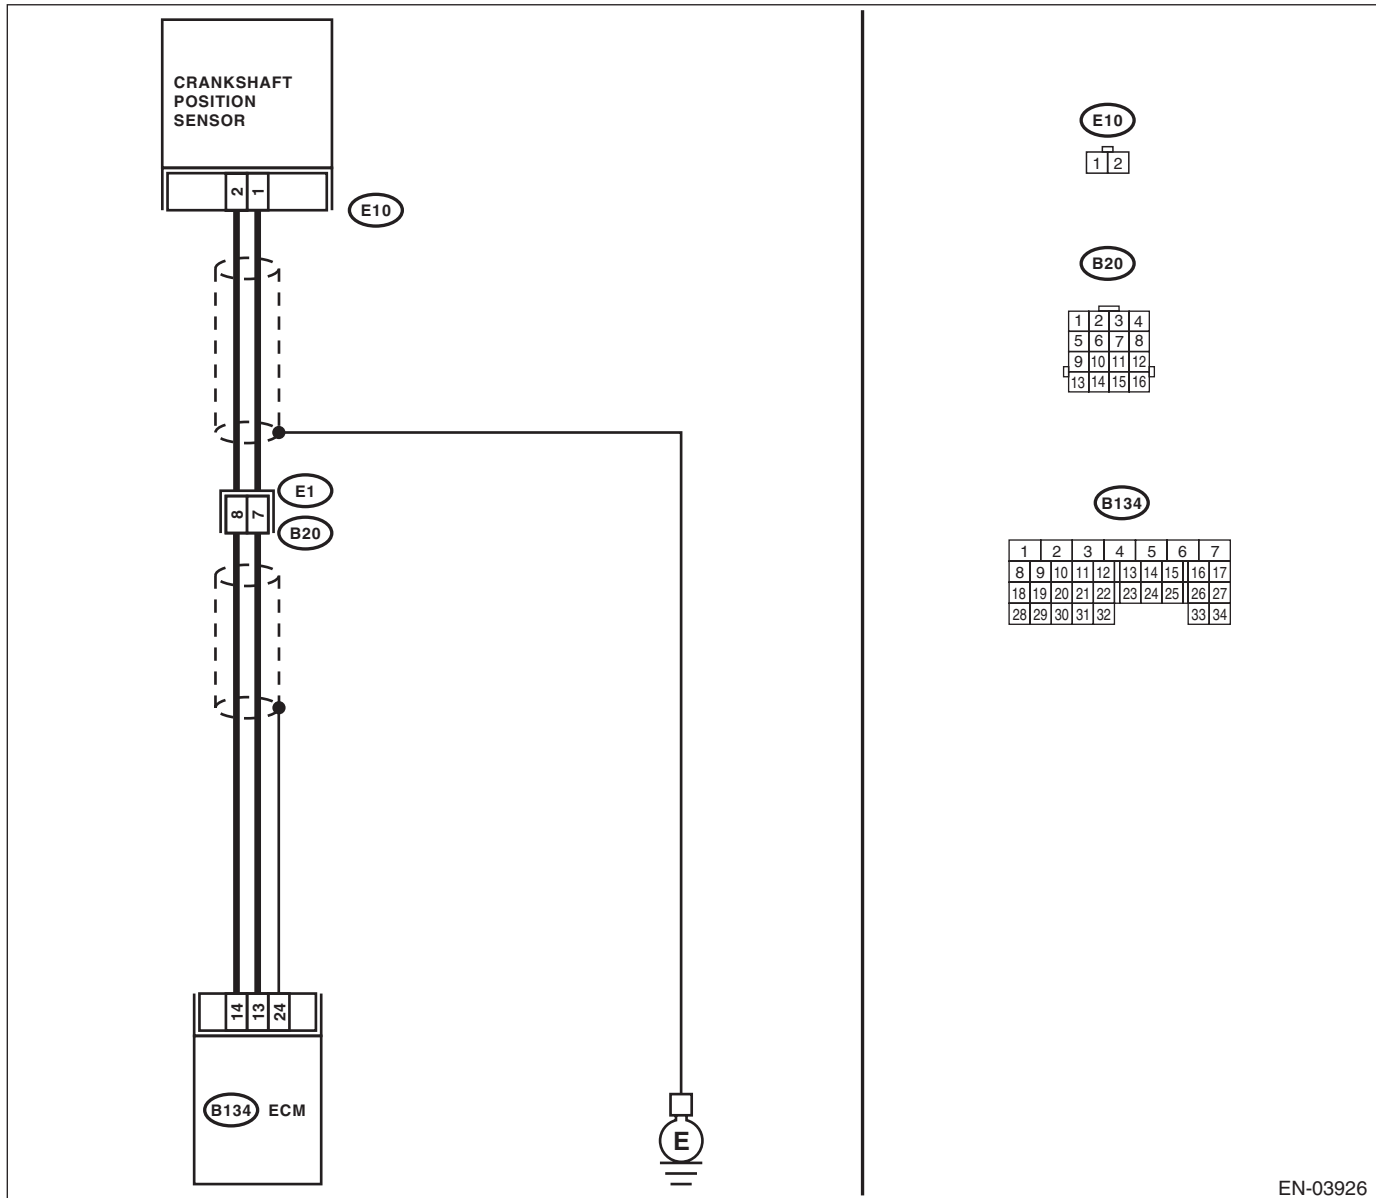 CRANKSHAFT
POSITION
SENSOR
2 1
E10
E1
8 7
B20
14 13 24
B134 ECM
E
E10
1 2
B20
1 2 3 4
5 6 7 8
9 10 11 12
13 14 15 16
B134
1 2 3 4 5 6 7
8 9 10 11 12 13 14 15 16 17
18 19 20 21 22 23 24 25 26 27
28 29 30 31 32 33 34
EN-03926